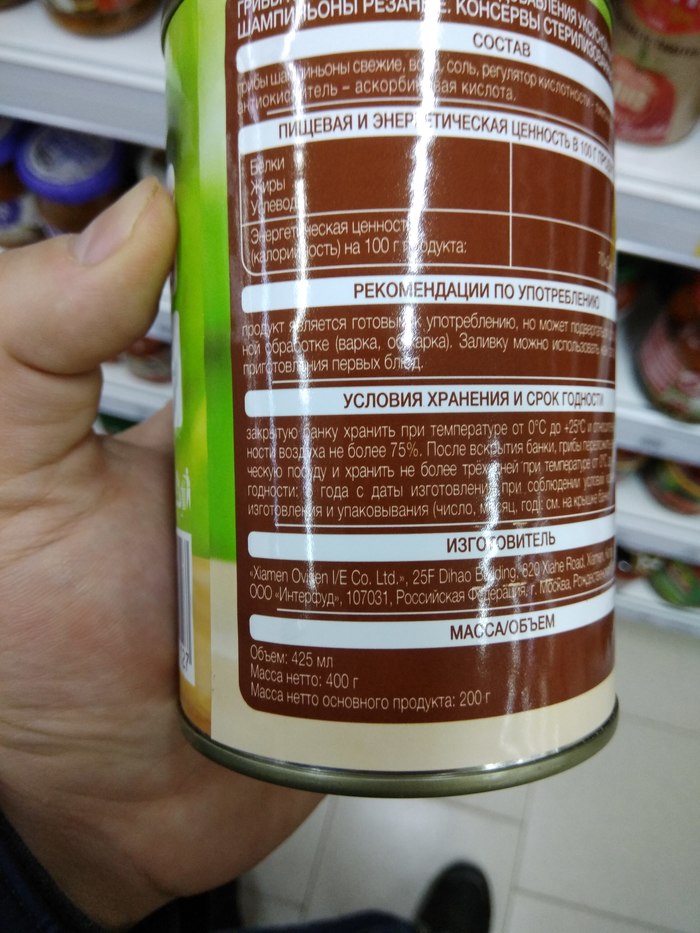 ШАМПИНЬОНЫ РЕЗАНЫЕ. КОНСЕРВЫ
СОСТАВ
грибы шампиньоны свежие, вода, соль, регулятор кислотности
антиокислитель – аскорбиновая кислота.
ПИЩЕВАЯ И ЭНЕРГЕТИЧЕСКАЯ ЦЕННОСТЬ В 100 Г
Белки
Жиры
Углевод
Энергетическая ценность
(калорийность) на 100 г продукта:
РЕКОМЕНДАЦИИ ПО УПОТРЕБЛЕНИЮ
продукт является готовым к употреблению, но может
ной обработке (варка, обжарка). Заливку можно
приготовления первых блюд.
УСЛОВИЯ ХРАНЕНИЯ И СРОК ГОДНОСТИ
закрытую банку хранить при температуре от 0°С до +25°С и
ности воздуха не более 75%. После вскрытия банки, грибы
ческую посуду и хранить не более трех дней при температуре от 0°С
годности: 3 года с даты изготовления при соблюдении условий
изготовления и упаковывания (число, месяц, год): см. на крышке
ИЗГОТОВИТЕЛЬ
«Xiamen I/E Co. Ltd.», 25F Dihao Building, 820 Xiahe Road, Xiamen,
ООО «Интерфуд», 107031, Российская Федерация, г. Москва,
МАССА/ОБЪЕМ
Объем: 425 мл
Масса нетто: 400 г
Масса нетто основного продукта: 200 г